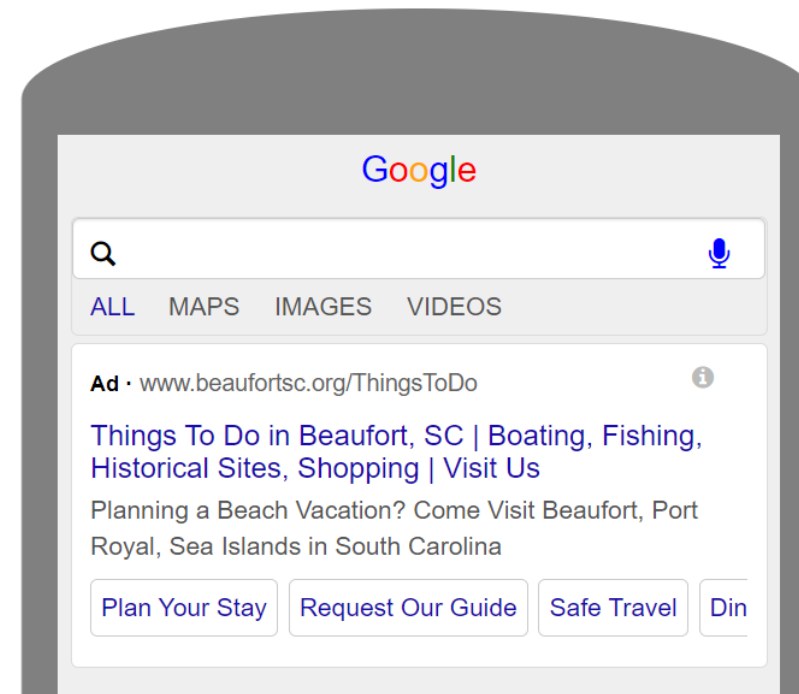 Google
ALL MAPS IMAGES VIDEOS
Ad · www.beaufortsc.org/ThingsToDo
Things To Do in Beaufort, SC | Boating, Fishing,
Historical Sites, Shopping | Visit Us
Planning a Beach Vacation? Come Visit Beaufort, Port
Royal, Sea Islands in South Carolina
Plan Your Stay Request Our Guide Safe Travel Din